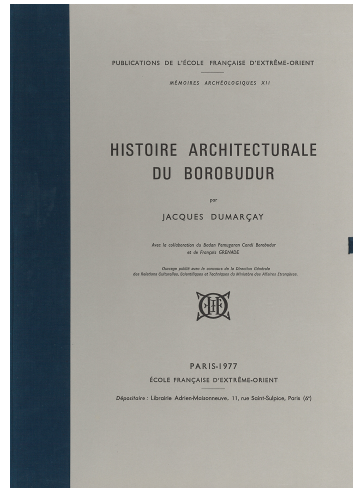 PUBLICATIONS DE L'ÉCOLE FRANÇAISE D'EXTRÊME-ORIENT
MÉMOIRES ARCHÉOLOGIQUES XII
HISTOIRE ARCHITECTURALE
DU BOROBUDUR
par
JACQUES DUMARÇAY
Avec la collaboration du Badan Pemugaran Candi Borobudur
et de François GRENADE
Ouvrage publié avec le concours de la Direction Générale
des Relations Culturelles, Scientifiques et Techniques du Ministère des Affaires Etrangères.
PARIS-1977
ÉCOLE FRANÇAISE D'EXTRÊME-ORIENT
Dépositaire : Librairie Adrien-Maisonneuve, 11, rue Saint-Sulpice, Paris (6e)